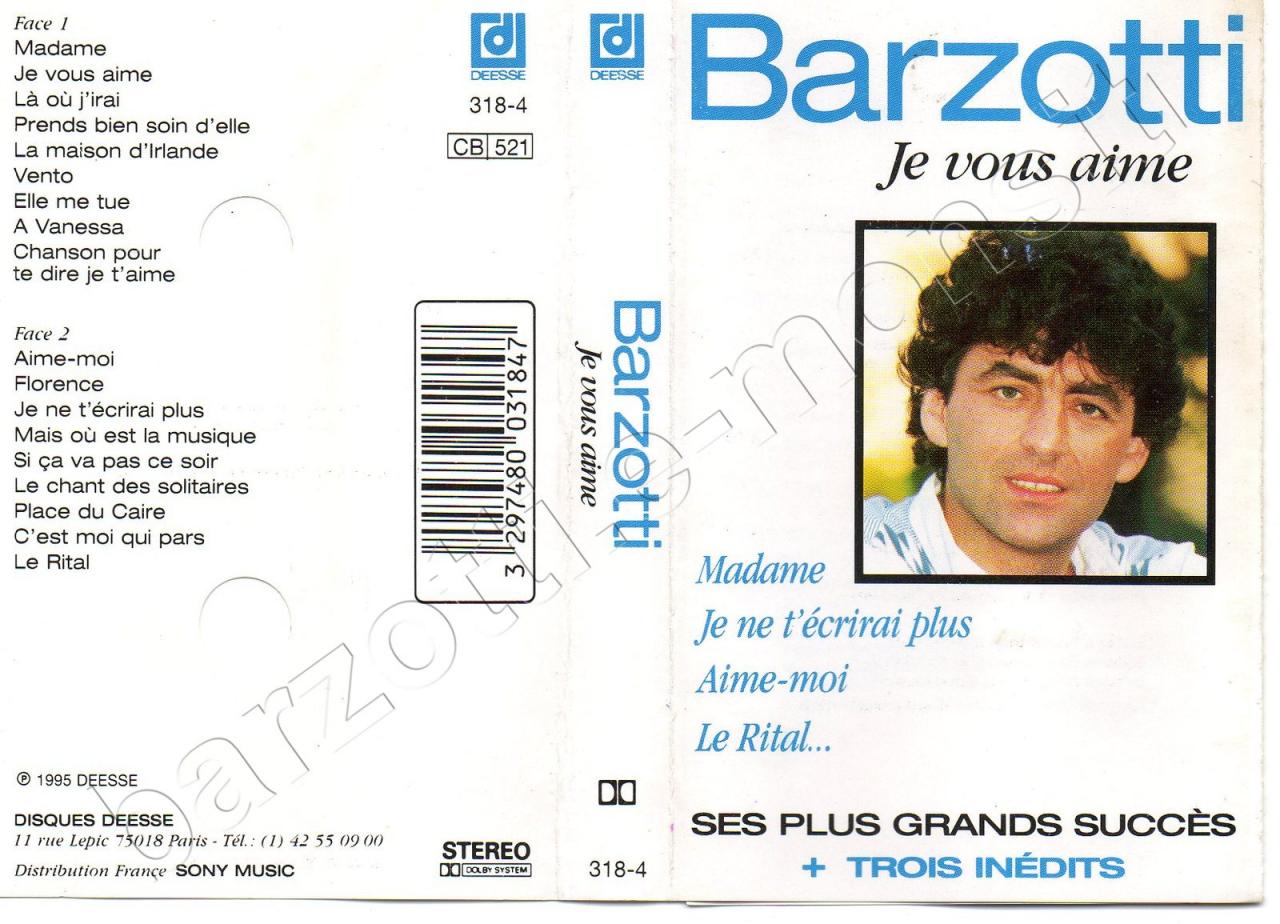 Face 1
Madame
Je vous aime
Là où j'irai
Prends bien soin d'elle
La maison d'Irlande
Vento
Elle me tue
A Vanessa
Chanson pour
te dire je t'aime
Face 2
Aime-moi
Florence
Je ne t'écrirai plus
Mais où est la musique
Si ça va pas ce soir
Le chant des solitaires
Place du Caire
C'est moi qui pars
Le Rital
℗ 1995 DEESSE
DISQUES DEESSE
11 rue Lepic 75018 Paris - Tél.: (1) 42 55 09 00
Distribution France SONY MUSIC
DEESSE
318-4
CB 521
3 297480 031847
STEREO
DOLBY SYSTEM
DEESSE
Barzotti
Je vous aime
318-4
Barzotti
Je vous aime
Madame
Je ne t'écrirai plus
Aime-moi
Le Rital...
SES PLUS GRANDS SUCCÈS
+ TROIS INÉDITS
barzotti.e-monsite